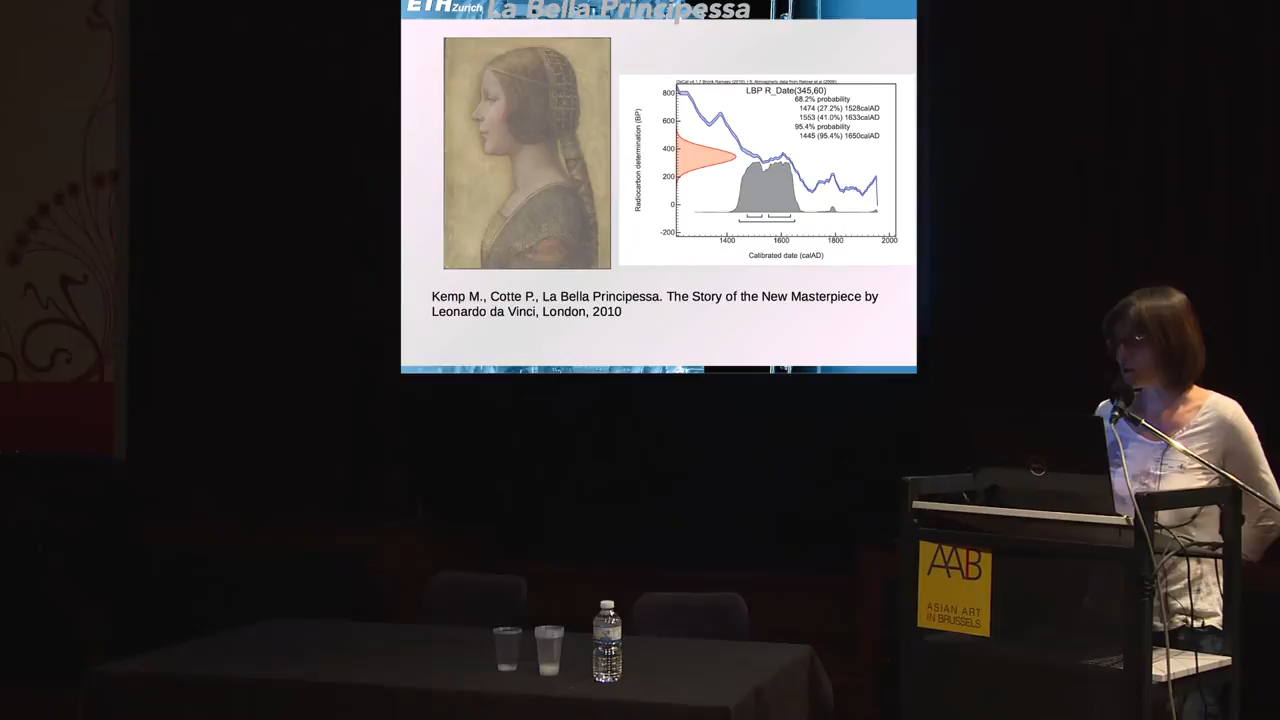 ETH Zurich
La Bella Principessa
LBP R_Date(345,60)
68.2% probability
1474 (27.2%) 1528calAD
1553 (41.0%) 1633calAD
95.4% probability
1445 (95.4%) 1650calAD
Radiocarbon determination (BP)
800
600
400
200
0
-200
1400
1600
1800
2000
Calibrated date (calAD)
Kemp M., Cotte P., La Bella Principessa. The Story of the New Masterpiece by
Leonardo da Vinci, London, 2010
AAB
ASIAN ART
IN BRUSSELS